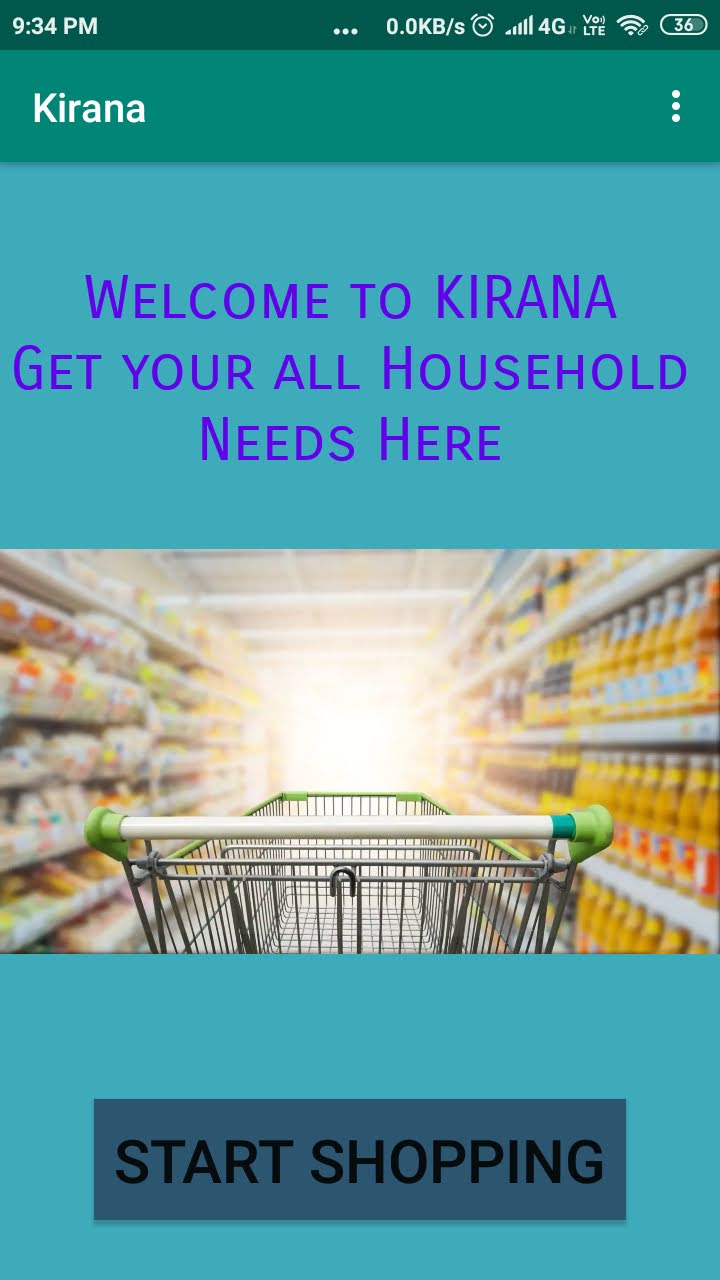 9:34 PM ... 0.0KB/s 4G Vo) LTE 36
Kirana
Welcome to KIRANA
Get your all Household
Needs Here
START SHOPPING